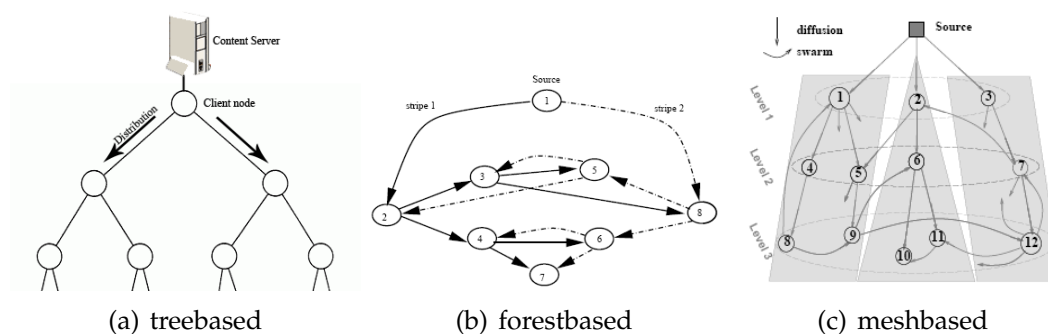 Content Server
Client node
Distribution
(a) treebased
Source
stripe 1
stripe 2
1
2
3
4
5
6
7
8
(b) forestbased
diffusion
swarm
Source
Level 1
Level 2
Level 3
1
2
3
4
5
6
7
8
9
10
11
12
(c) meshbased